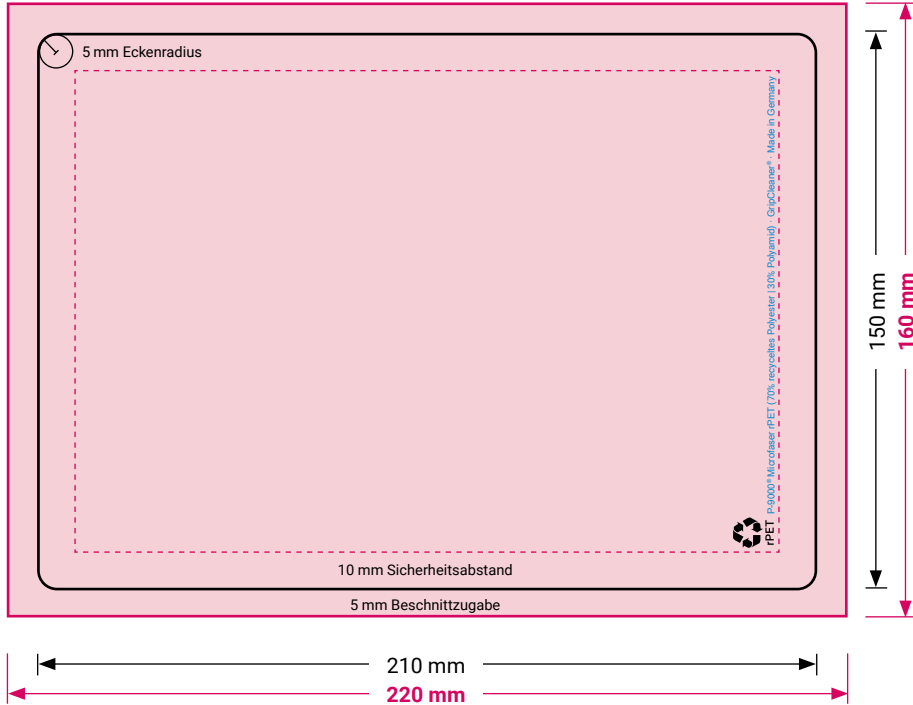 5 mm Eckenradius
P-9000® Microfaser rPET (70% recyceltes Polyester | 30% Polyamid) · GripCleaner® · Made in Germany
rPET
10 mm Sicherheitsabstand
5 mm Beschnittzugabe
150 mm
160 mm
210 mm
220 mm